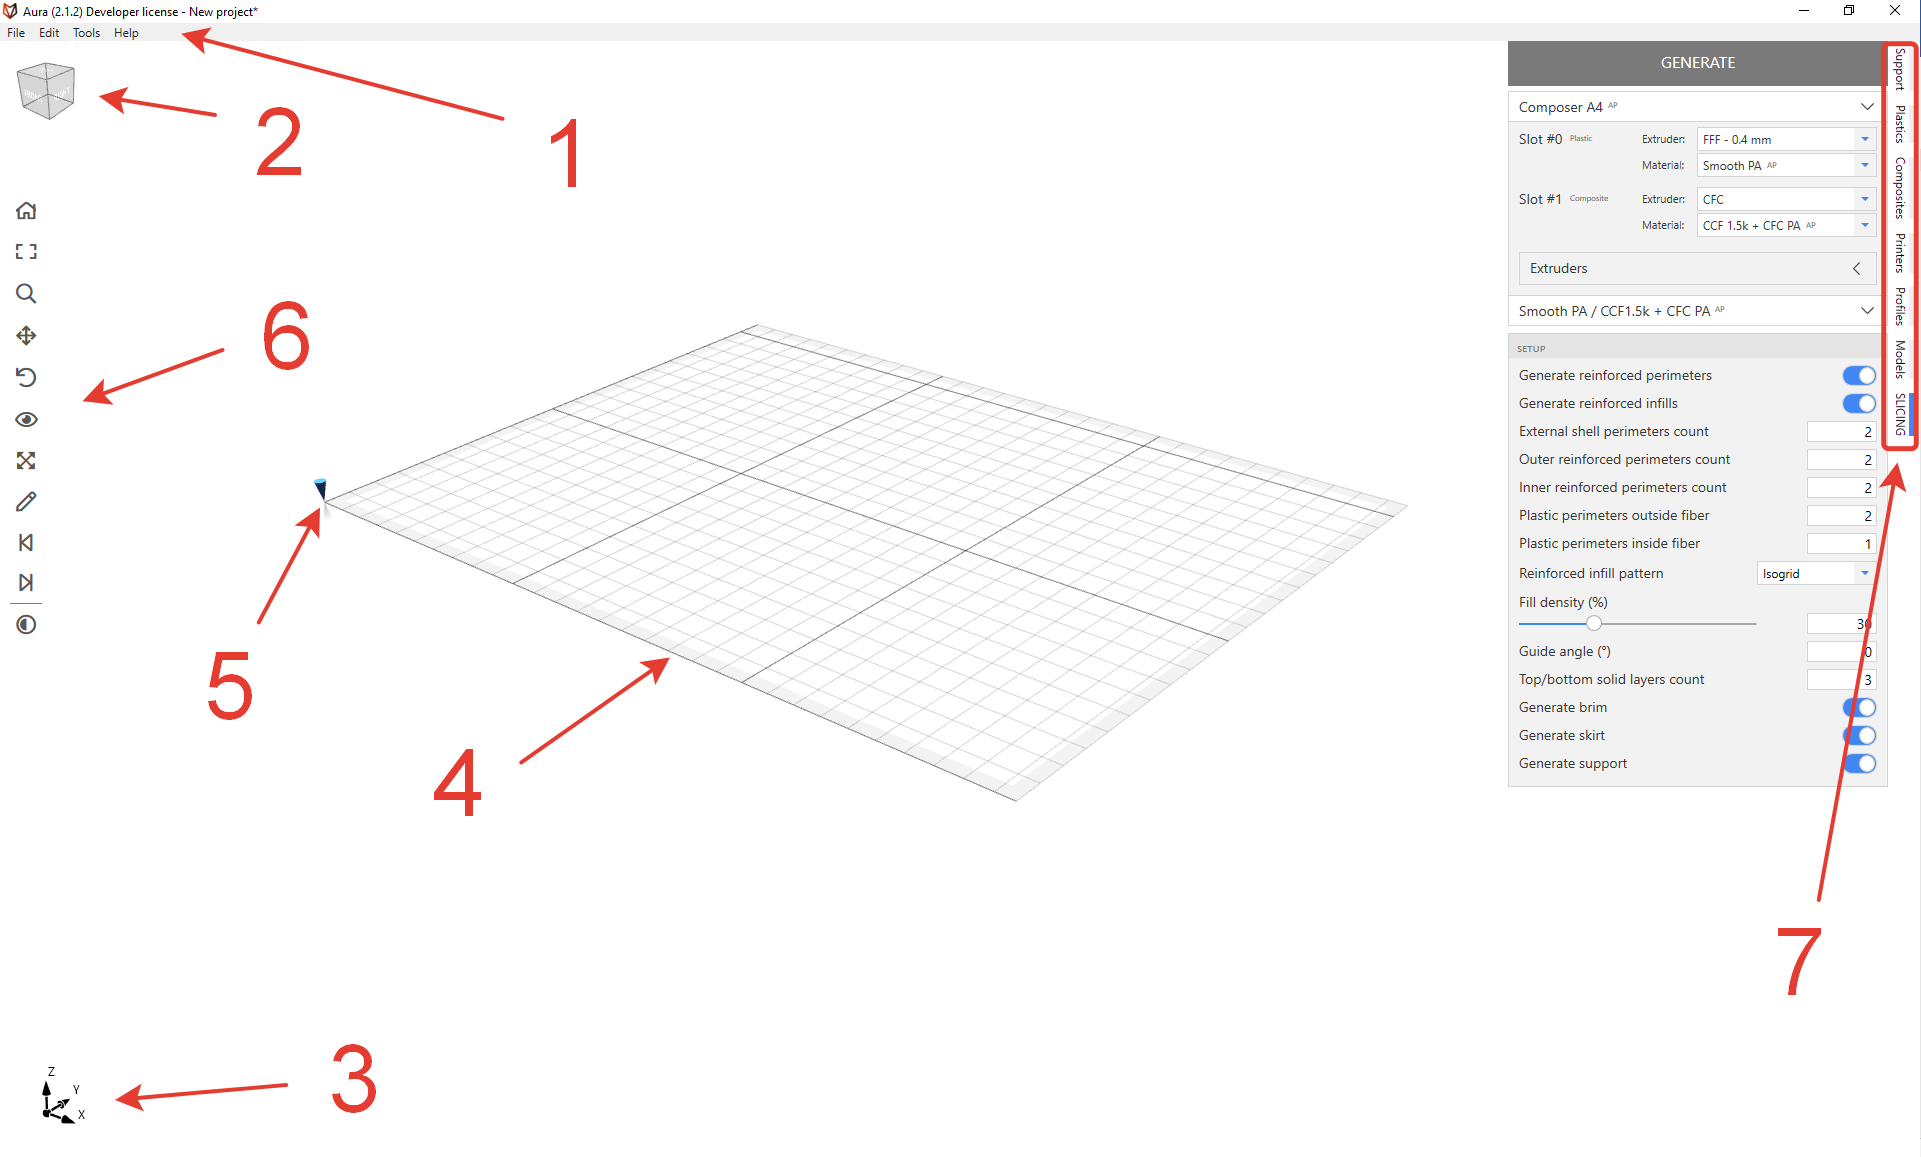 Aura (2.1.2) Developer license - New project*
File Edit Tools Help
1
2
6
5
4
3
7
Z
Y
X
GENERATE
Composer A4 AP
Slot #0 Plastic Extruder: FFF - 0.4 mm
Material: Smooth PA AP
Slot #1 Composite Extruder: CFC
Material: CCF 1.5k + CFC PA AP
Extruders
Smooth PA / CCF1.5k + CFC PA AP
SETUP
Generate reinforced perimeters
Generate reinforced infills
External shell perimeters count 2
Outer reinforced perimeters count 2
Inner reinforced perimeters count 2
Plastic perimeters outside fiber 2
Plastic perimeters inside fiber 1
Reinforced infill pattern Isogrid
Fill density (%)
30
Guide angle (°) 0
Top/bottom solid layers count 3
Generate brim
Generate skirt
Generate support
Support
Plastics
Composites
Printers
Profiles
Models
SLICING